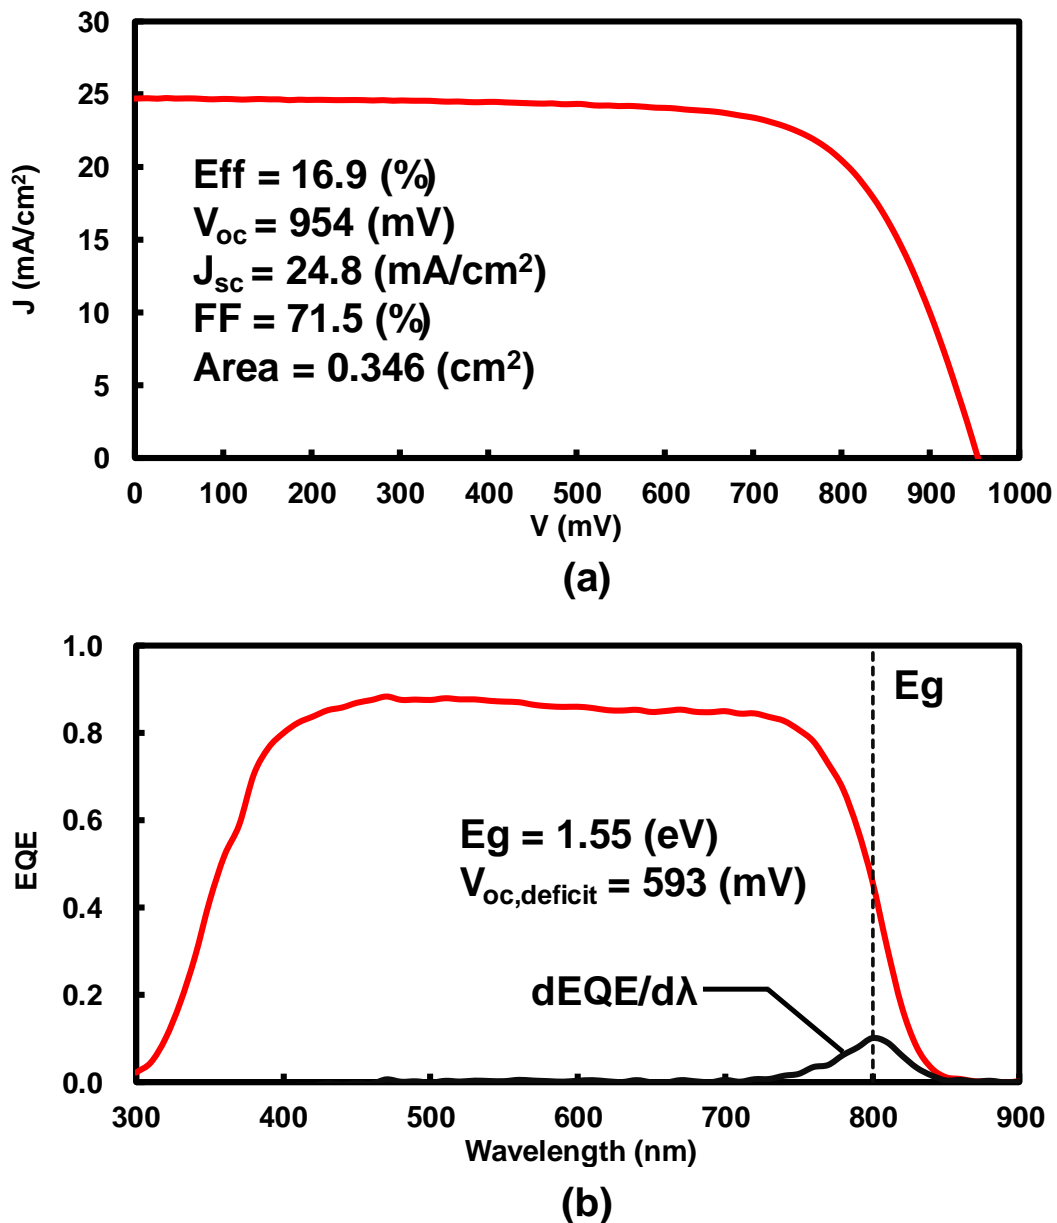 30
25
20
15
10
5
0
J (mA/cm²)
Eff = 16.9 (%)
Voc = 954 (mV)
Jsc = 24.8 (mA/cm²)
FF = 71.5 (%)
Area = 0.346 (cm²)
0 100 200 300 400 500 600 700 800 900 1000
V (mV)
(a)
1.0
0.8
0.6
0.4
0.2
0.0
EQE
Eg
Eg = 1.55 (eV)
Voc,deficit = 593 (mV)
dEQE/dλ
300 400 500 600 700 800 900
Wavelength (nm)
(b)